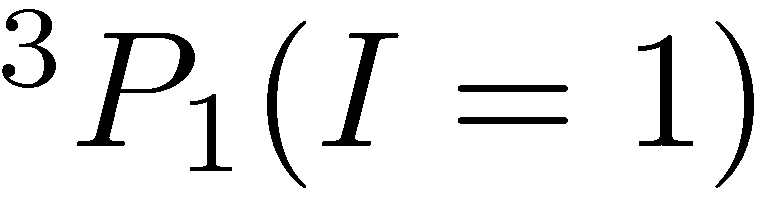 ³P₁(I = 1)